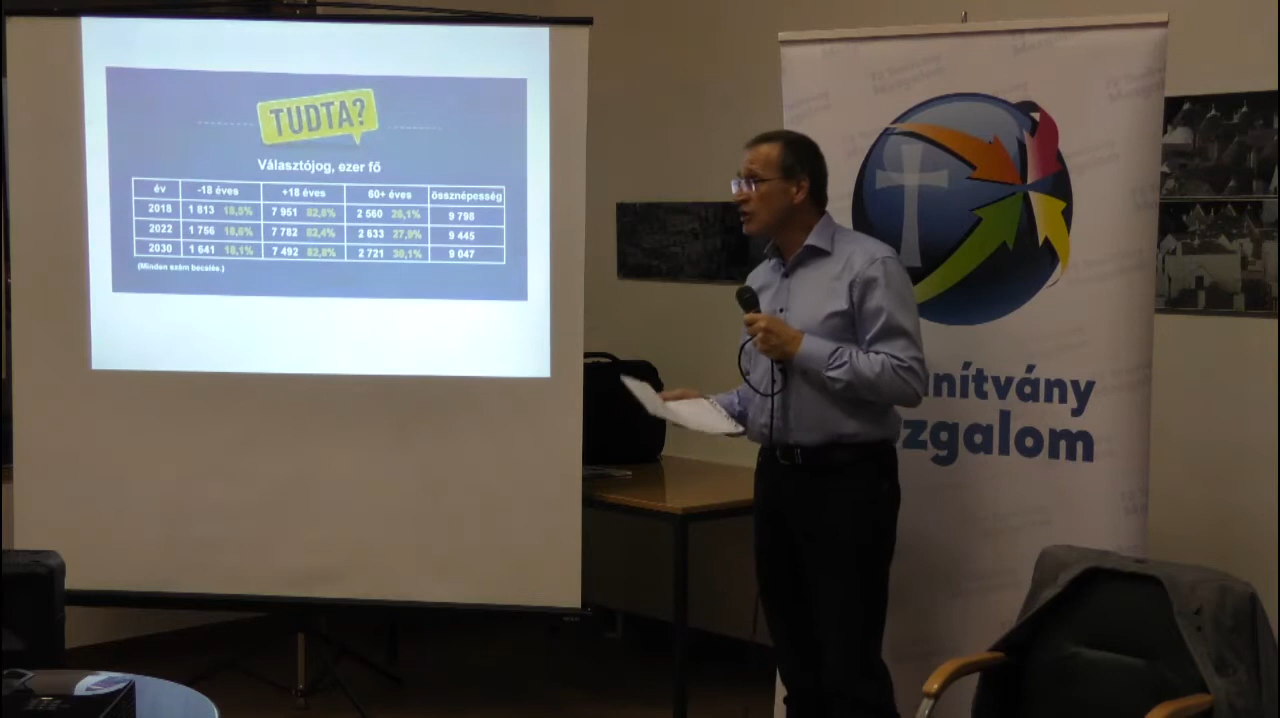 TUDTA?
Választójog, ezer fő
év -18 éves +18 éves 60+ éves össznépesség
2018 1 813 18,5% 7 951 82,8% 2 560 26,1% 9 798
2022 1 756 18,6% 7 782 82,4% 2 633 27,9% 9 445
2030 1 641 18,1% 7 492 82,8% 2 721 30,1% 9 047
(Minden szám becslés.)
nítvány
zgalom